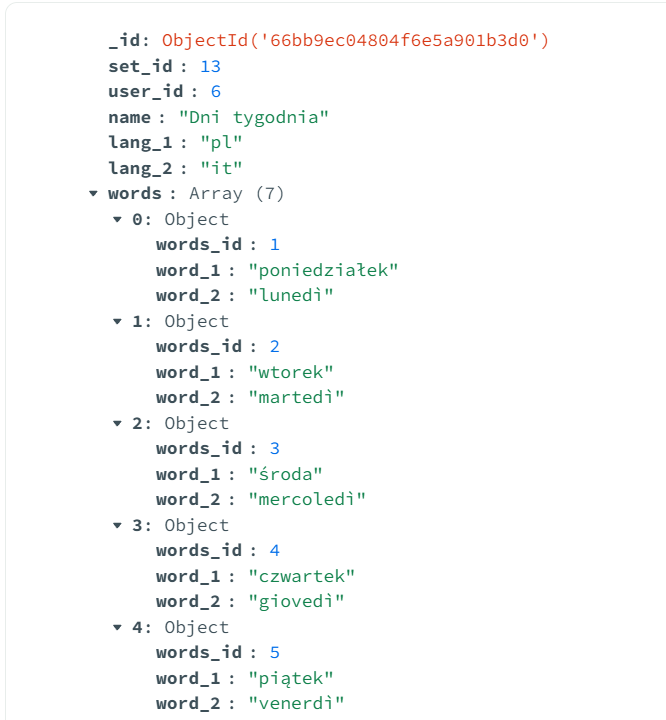 _id: ObjectId('66bb9ec04804f6e5a901b3d0')
set_id : 13
user_id : 6
name : "Dni tygodnia"
lang_1 : "pl"
lang_2 : "it"
words : Array (7)
0: Object
words_id : 1
word_1 : "poniedziałek"
word_2 : "lunedì"
1: Object
words_id : 2
word_1 : "wtorek"
word_2 : "martedì"
2: Object
words_id : 3
word_1 : "środa"
word_2 : "mercoledì"
3: Object
words_id : 4
word_1 : "czwartek"
word_2 : "giovedì"
4: Object
words_id : 5
word_1 : "piątek"
word_2 : "venerdì"